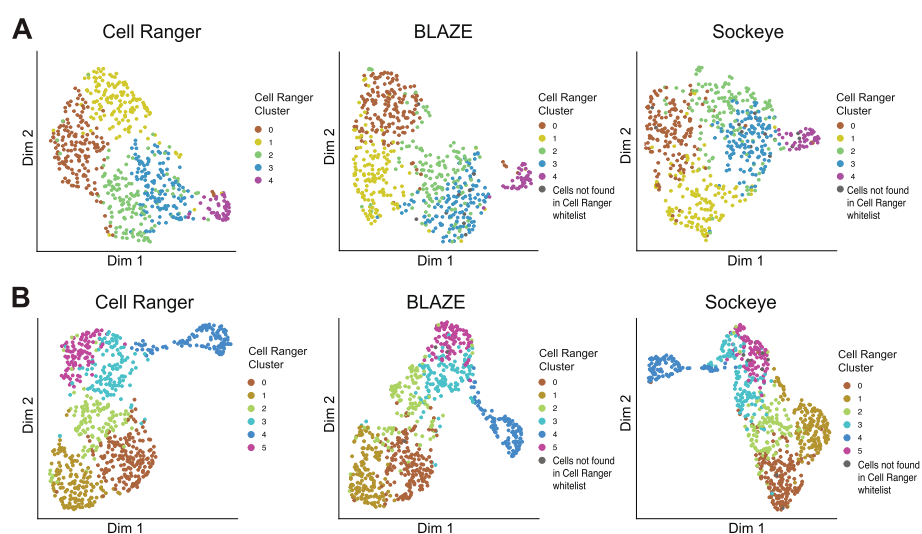 A
Cell Ranger
BLAZE
Sockeye
Dim 2
Dim 1
Cell Ranger
Cluster
0
1
2
3
4
Dim 2
Dim 1
Cell Ranger
Cluster
0
1
2
3
4
Cells not found
in Cell Ranger
whitelist
Dim 2
Dim 1
Cell Ranger
Cluster
0
1
2
3
4
Cells not found
in Cell Ranger
whitelist
B
Cell Ranger
BLAZE
Sockeye
Dim 2
Dim 1
Cell Ranger
Cluster
0
1
2
3
4
5
Dim 2
Dim 1
Cell Ranger
Cluster
0
1
2
3
4
5
Cells not found
in Cell Ranger
whitelist
Dim 2
Dim 1
Cell Ranger
Cluster
0
1
2
3
4
5
Cells not found
in Cell Ranger
whitelist